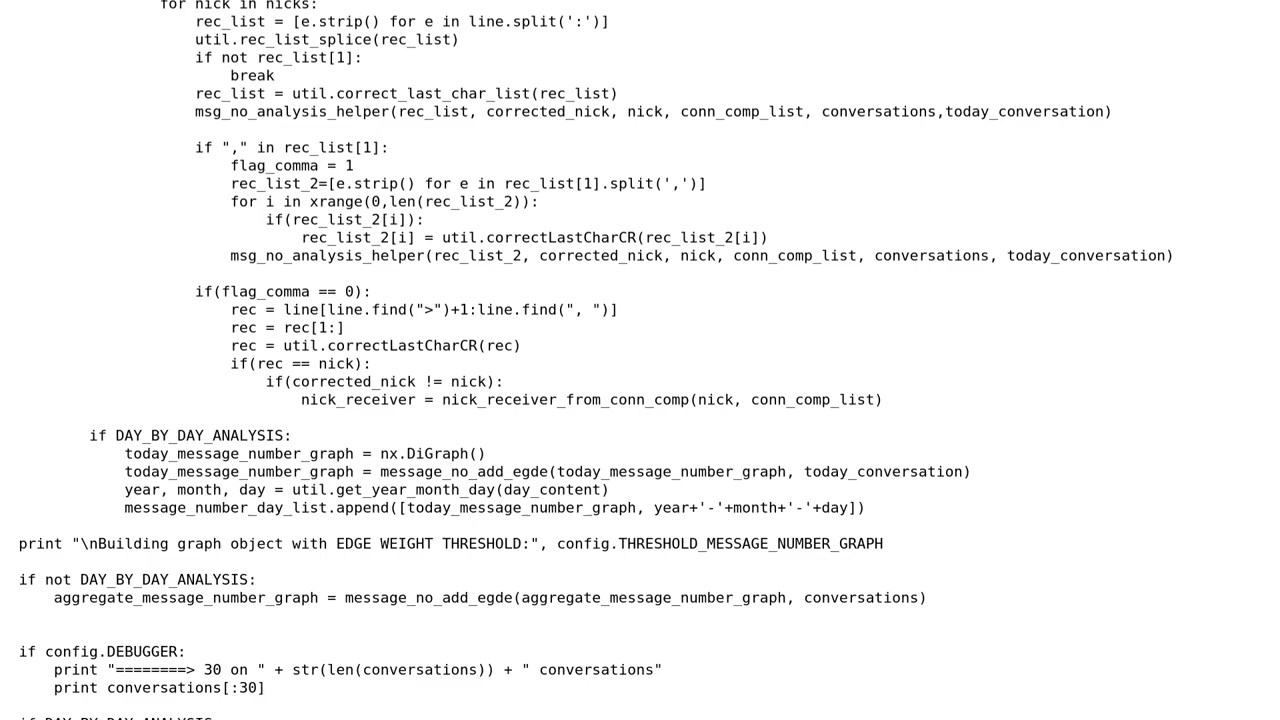 for nick in nicks:
rec_list = [e.strip() for e in line.split(':')]
util.rec_list_splice(rec_list)
if not rec_list[1]:
break
rec_list = util.correct_last_char_list(rec_list)
msg_no_analysis_helper(rec_list, corrected_nick, nick, conn_comp_list, conversations,today_conversation)
if "," in rec_list[1]:
flag_comma = 1
rec_list_2=[e.strip() for e in rec_list[1].split(',')]
for i in xrange(0,len(rec_list_2)):
if(rec_list_2[i]):
rec_list_2[i] = util.correctLastCharCR(rec_list_2[i])
msg_no_analysis_helper(rec_list_2, corrected_nick, nick, conn_comp_list, conversations, today_conversation)
if(flag_comma == 0):
rec = line[line.find(">")+1:line.find(", ")]
rec = rec[1:]
rec = util.correctLastCharCR(rec)
if(rec == nick):
if(corrected_nick != nick):
nick_receiver = nick_receiver_from_conn_comp(nick, conn_comp_list)
if DAY_BY_DAY_ANALYSIS:
today_message_number_graph = nx.DiGraph()
today_message_number_graph = message_no_add_egde(today_message_number_graph, today_conversation)
year, month, day = util.get_year_month_day(day_content)
message_number_day_list.append([today_message_number_graph, year+'-'+month+'-'+day])
print "\nBuilding graph object with EDGE WEIGHT THRESHOLD:", config.THRESHOLD_MESSAGE_NUMBER_GRAPH
if not DAY_BY_DAY_ANALYSIS:
aggregate_message_number_graph = message_no_add_egde(aggregate_message_number_graph, conversations)
if config.DEBUGGER:
print "========> 30 on " + str(len(conversations)) + " conversations"
print conversations[:30]
if DAY_BY_DAY_ANALYSIS: